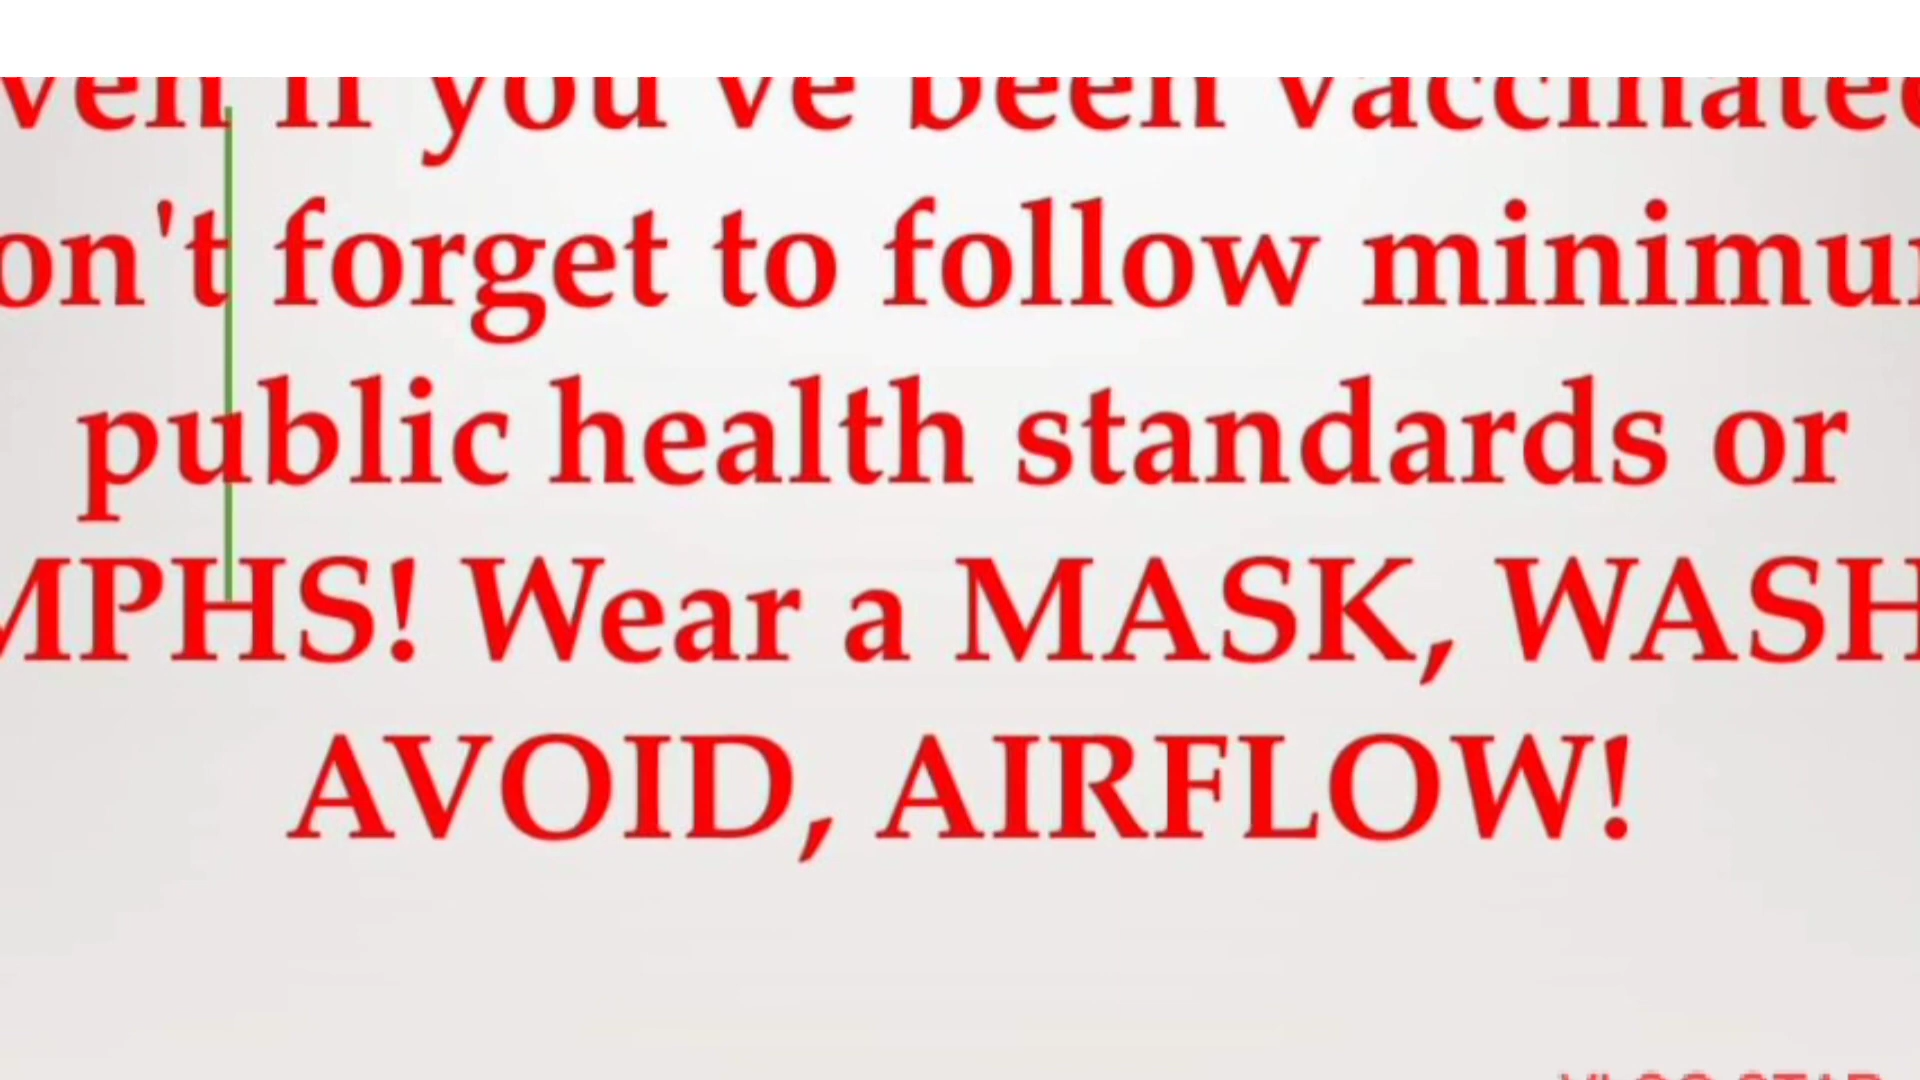 ven if you've been vaccinated
on't forget to follow minimum
public health standards or
MPHS! Wear a MASK, WASH
AVOID, AIRFLOW!